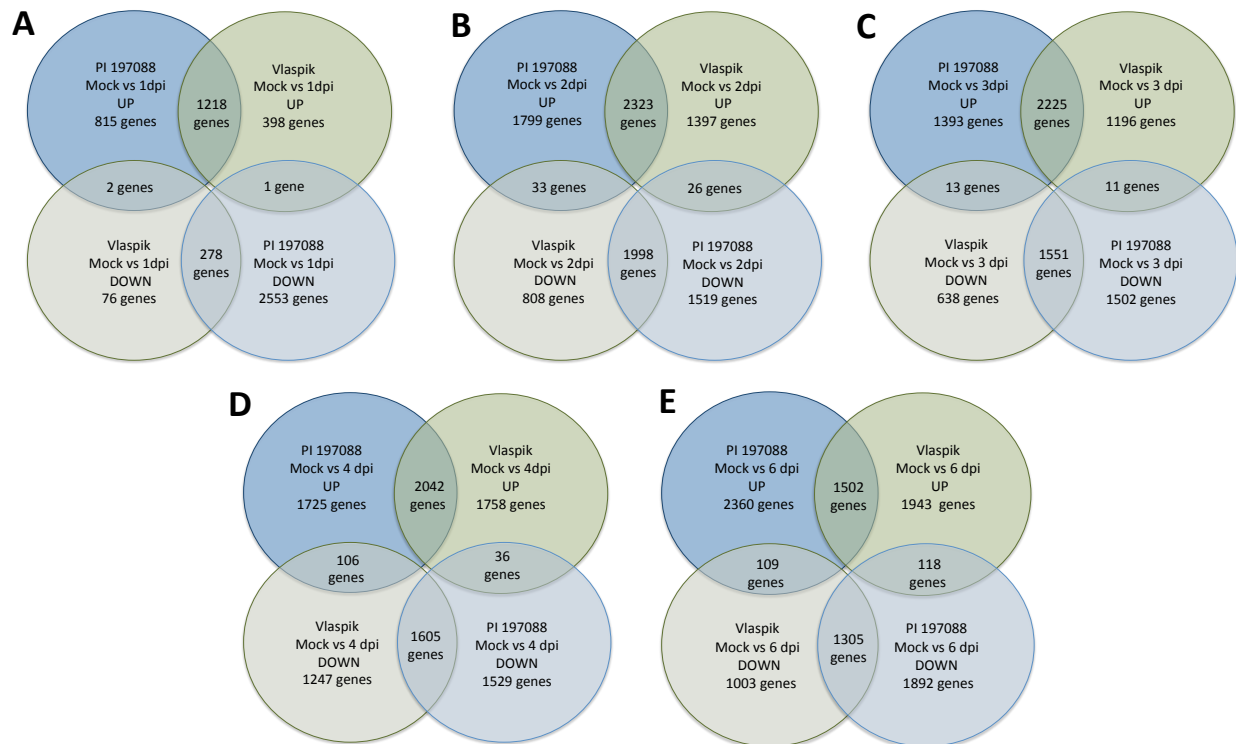 A
PI 197088
Mock vs 1dpi
UP
815 genes
1218
genes
Vlaspik
Mock vs 1dpi
UP
398 genes
2 genes
1 gene
Vlaspik
Mock vs 1dpi
DOWN
76 genes
278
genes
PI 197088
Mock vs 1dpi
DOWN
2553 genes
B
PI 197088
Mock vs 2dpi
UP
1799 genes
2323
genes
Vlaspik
Mock vs 2dpi
UP
1397 genes
33 genes
26 genes
Vlaspik
Mock vs 2dpi
DOWN
808 genes
1998
genes
PI 197088
Mock vs 2dpi
DOWN
1519 genes
C
PI 197088
Mock vs 3dpi
UP
1393 genes
2225
genes
Vlaspik
Mock vs 3 dpi
UP
1196 genes
13 genes
11 genes
Vlaspik
Mock vs 3 dpi
DOWN
638 genes
1551
genes
PI 197088
Mock vs 3 dpi
DOWN
1502 genes
D
PI 197088
Mock vs 4 dpi
UP
1725 genes
2042
genes
Vlaspik
Mock vs 4dpi
UP
1758 genes
106
genes
36
genes
Vlaspik
Mock vs 4 dpi
DOWN
1247 genes
1605
genes
PI 197088
Mock vs 4 dpi
DOWN
1529 genes
E
PI 197088
Mock vs 6 dpi
UP
2360 genes
1502
genes
Vlaspik
Mock vs 6 dpi
UP
1943 genes
109
genes
118
genes
Vlaspik
Mock vs 6 dpi
DOWN
1003 genes
1305
genes
PI 197088
Mock vs 6 dpi
DOWN
1892 genes